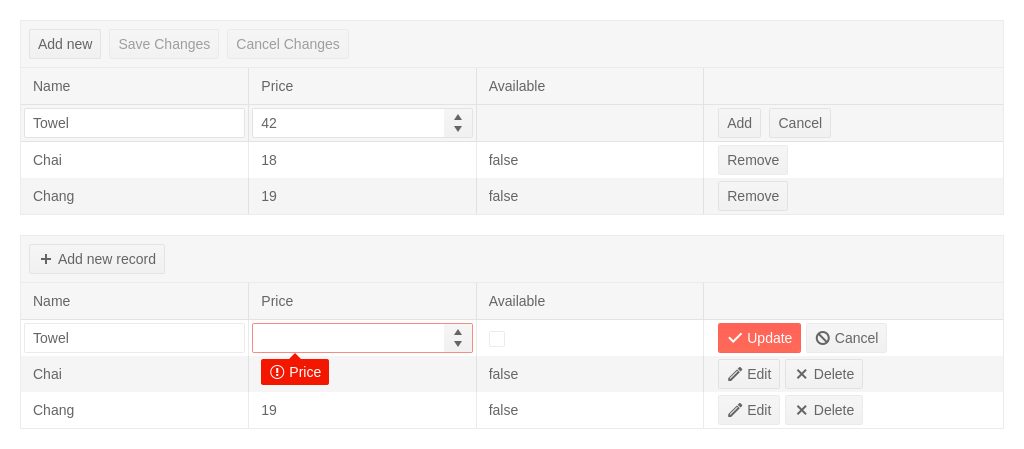 Add new Save Changes Cancel Changes
Name Price Available
Towel 42 Add Cancel
Chai 18 false Remove
Chang 19 false Remove
Add new record
Name Price Available
Towel Update Cancel
Chai Price false Edit Delete
Chang 19 false Edit Delete